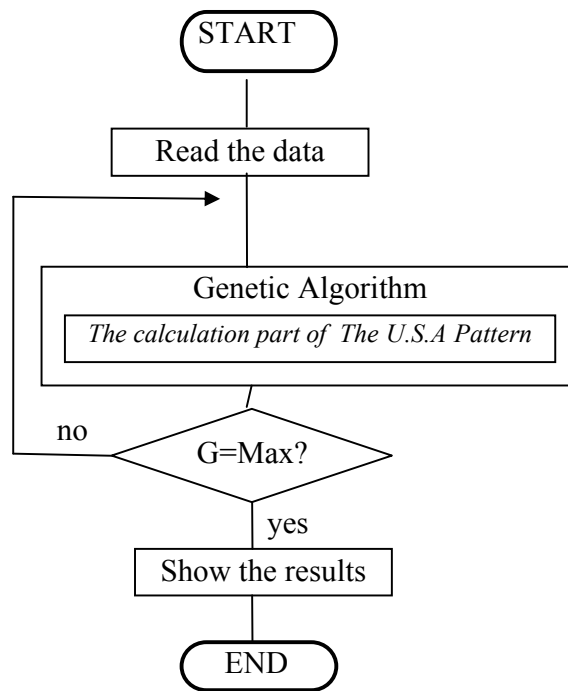 START
Read the data
Genetic Algorithm
The calculation part of The U.S.A Pattern
no
G=Max?
yes
Show the results
END